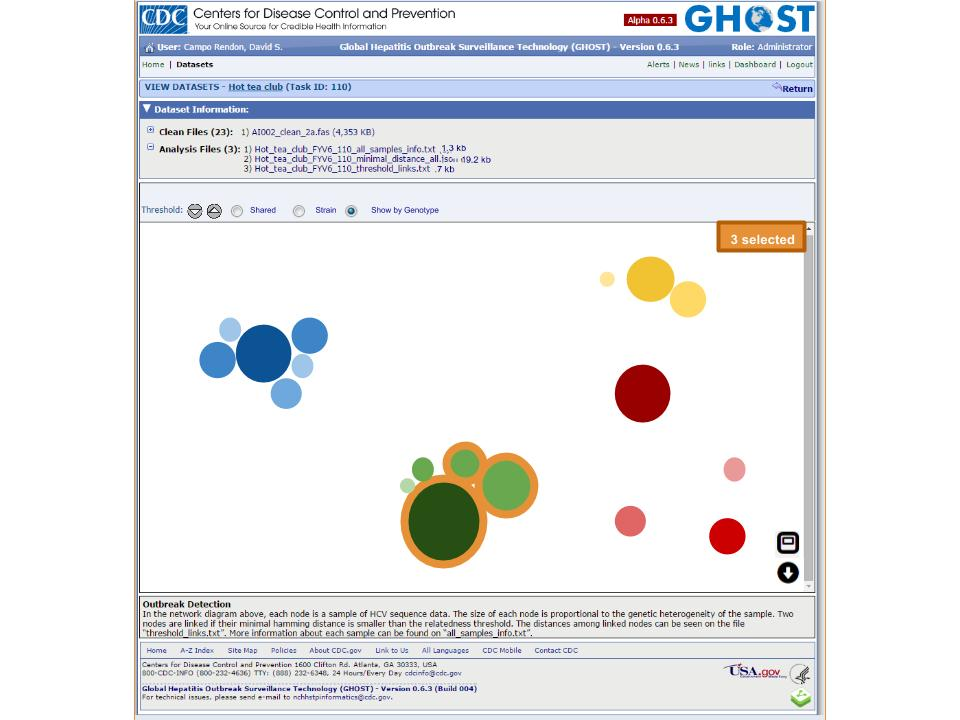 CDC Centers for Disease Control and Prevention
Your Online Source for Credible Health Information
Alpha 0.6.3 GHOST
User: Campo Rendon, David S. Global Hepatitis Outbreak Surveillance Technology (GHOST) - Version 0.6.3 Role: Administrator
Home | Datasets Alerts | News | links | Dashboard | Logout
VIEW DATASETS - Hot tea club (Task ID: 110) Return
Dataset Information:
Clean Files (23): 1) AI002_clean_2a.fas (4,353 KB)
Analysis Files (3): 1) Hot_tea_club_FYV6_110_all_samples_info.txt 1.3 kb
2) Hot_tea_club_FYV6_110_minimal_distance_all.jso 19.2 kb
3) Hot_tea_club_FYV6_110_threshold_links.txt .7 kb
Threshold: Shared Strain Show by Genotype
3 selected
Outbreak Detection
In the network diagram above, each node is a sample of HCV sequence data. The size of each node is proportional to the genetic heterogeneity of the sample. Two
nodes are linked if their minimal hamming distance is smaller than the relatedness threshold. The distances among linked nodes can be seen on the file
"threshold_links.txt". More information about each sample can be found on "all_samples_info.txt".
Home A-Z Index Site Map Policies About CDC.gov Link to Us All Languages CDC Mobile Contact CDC
Centers for Disease Control and Prevention 1600 Clifton Rd. Atlanta, GA 30333, USA
800-CDC-INFO (800-232-4636) TTY: (888) 232-6348, 24 Hours/Every Day cdcinfo@cdc.gov
USA.gov
Global Hepatitis Outbreak Surveillance Technology (GHOST) - Version 0.6.3 (Build 004)
For technical issues, please send e-mail to nchhstpinformatics@cdc.gov.